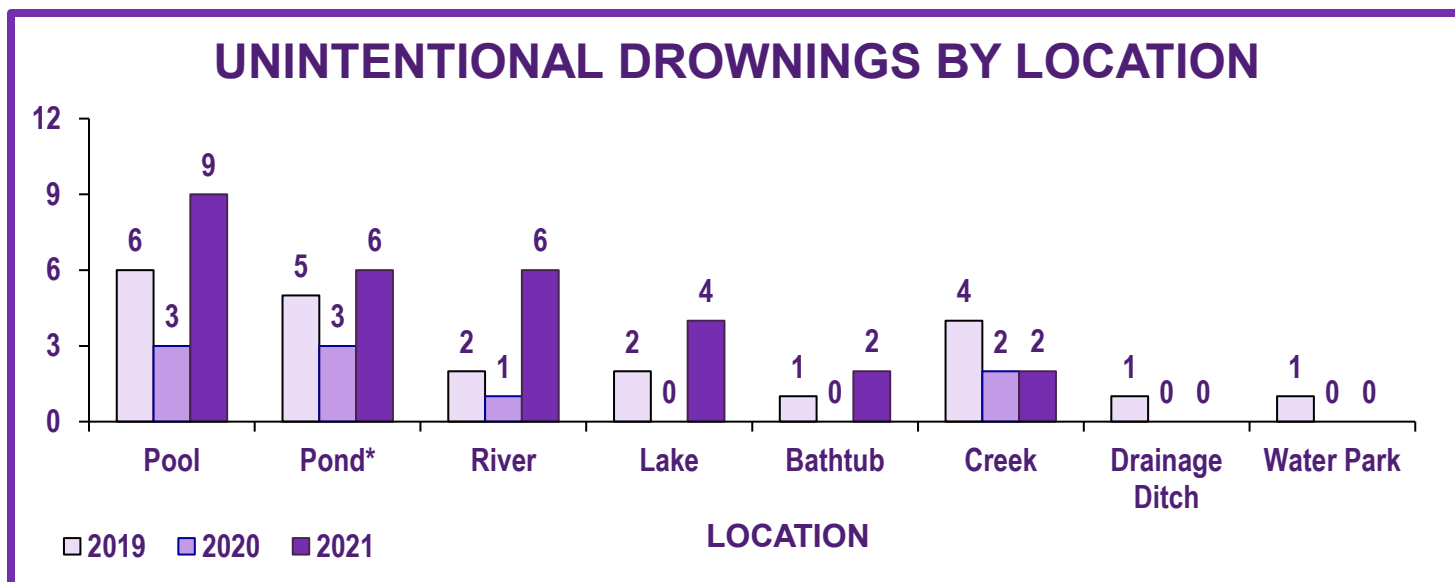 UNINTENTIONAL DROWNINGS BY LOCATION
12
9
6
3
0
6 3 9
5 3 6
2 1 6
2 0 4
1 0 2
4 2 2
1 0 0
1 0 0
Pool
Pond*
River
Lake
Bathtub
Creek
Drainage
Ditch
Water Park
LOCATION
2019 2020 2021